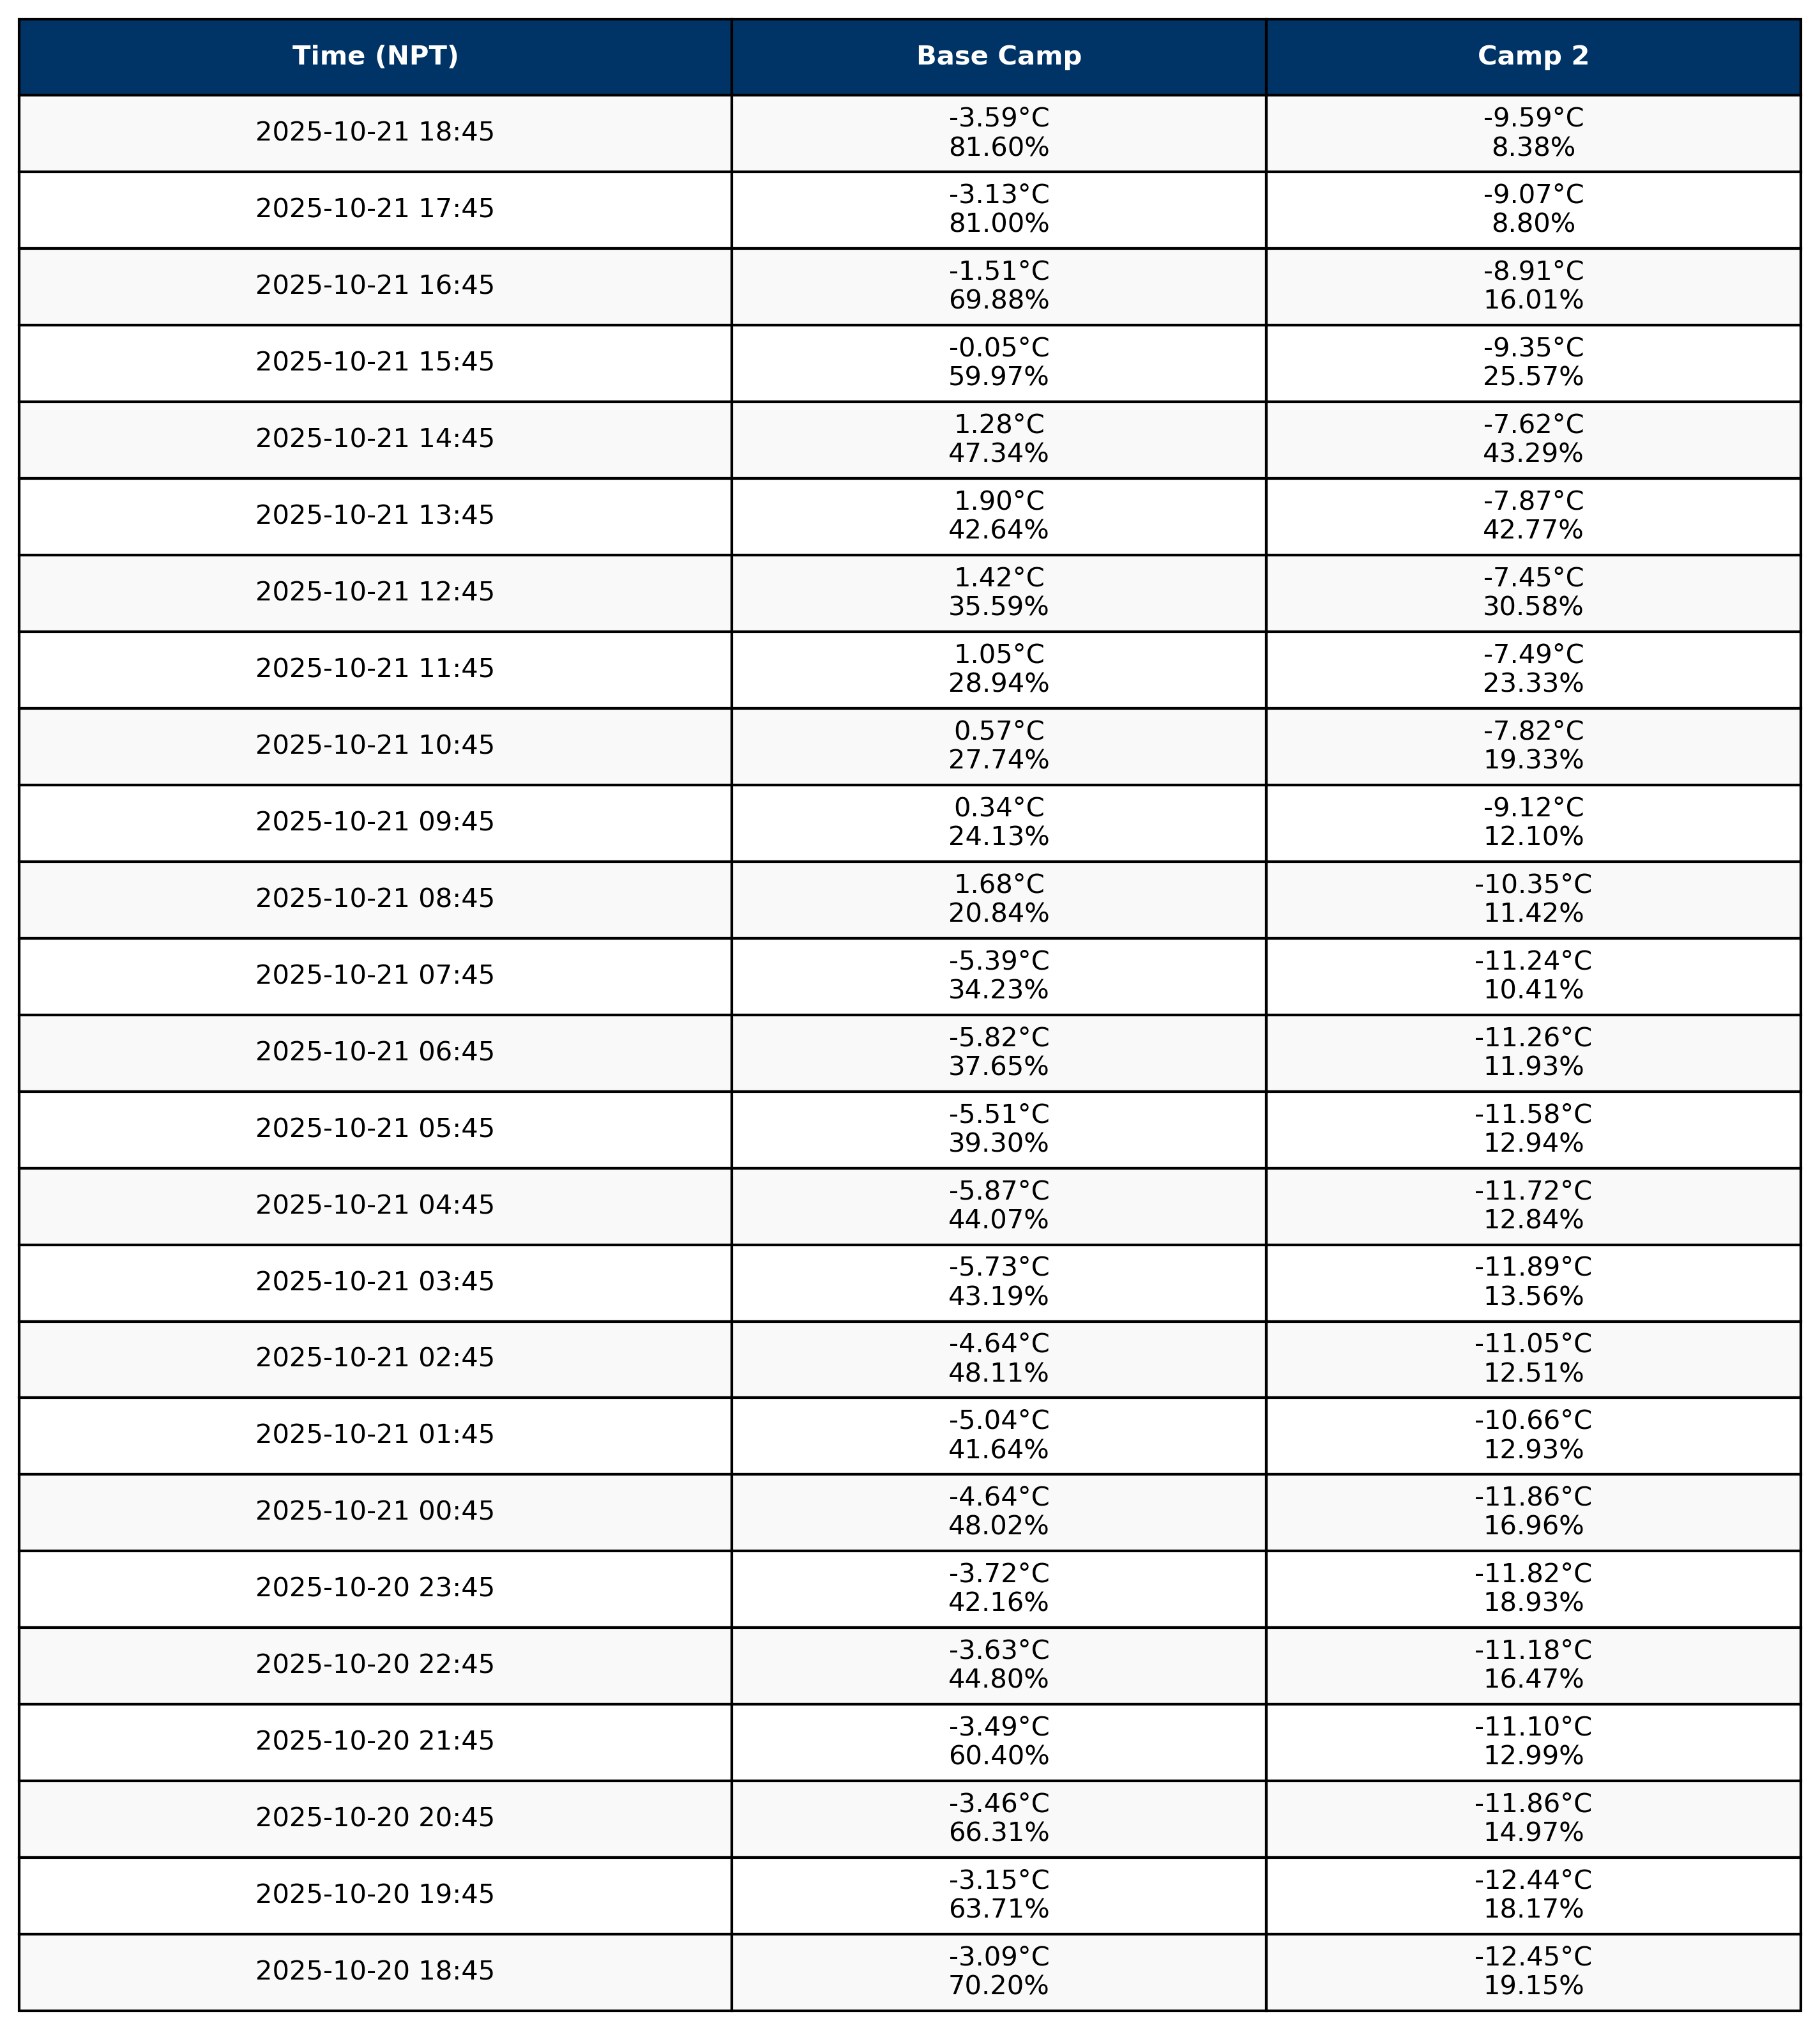 Time (NPT) Base Camp Camp 2
2025-10-21 18:45 -3.59°C -9.59°C
81.60% 8.38%
2025-10-21 17:45 -3.13°C -9.07°C
81.00% 8.80%
2025-10-21 16:45 -1.51°C -8.91°C
69.88% 16.01%
2025-10-21 15:45 -0.05°C -9.35°C
59.97% 25.57%
2025-10-21 14:45 1.28°C -7.62°C
47.34% 43.29%
2025-10-21 13:45 1.90°C -7.87°C
42.64% 42.77%
2025-10-21 12:45 1.42°C -7.45°C
35.59% 30.58%
2025-10-21 11:45 1.05°C -7.49°C
28.94% 23.33%
2025-10-21 10:45 0.57°C -7.82°C
27.74% 19.33%
2025-10-21 09:45 0.34°C -9.12°C
24.13% 12.10%
2025-10-21 08:45 1.68°C -10.35°C
20.84% 11.42%
2025-10-21 07:45 -5.39°C -11.24°C
34.23% 10.41%
2025-10-21 06:45 -5.82°C -11.26°C
37.65% 11.93%
2025-10-21 05:45 -5.51°C -11.58°C
39.30% 12.94%
2025-10-21 04:45 -5.87°C -11.72°C
44.07% 12.84%
2025-10-21 03:45 -5.73°C -11.89°C
43.19% 13.56%
2025-10-21 02:45 -4.64°C -11.05°C
48.11% 12.51%
2025-10-21 01:45 -5.04°C -10.66°C
41.64% 12.93%
2025-10-21 00:45 -4.64°C -11.86°C
48.02% 16.96%
2025-10-20 23:45 -3.72°C -11.82°C
42.16% 18.93%
2025-10-20 22:45 -3.63°C -11.18°C
44.80% 16.47%
2025-10-20 21:45 -3.49°C -11.10°C
60.40% 12.99%
2025-10-20 20:45 -3.46°C -11.86°C
66.31% 14.97%
2025-10-20 19:45 -3.15°C -12.44°C
63.71% 18.17%
2025-10-20 18:45 -3.09°C -12.45°C
70.20% 19.15%